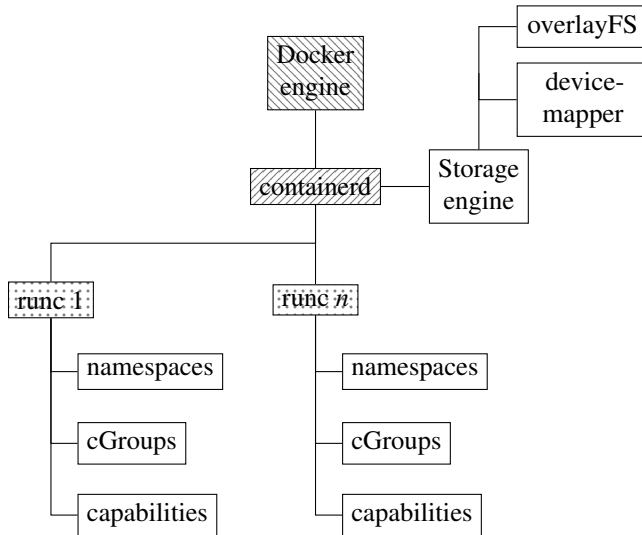 overlayFS
Docker
engine
device-
mapper
containerd
Storage
engine
runc 1
runc n
namespaces
namespaces
cGroups
cGroups
capabilities
capabilities